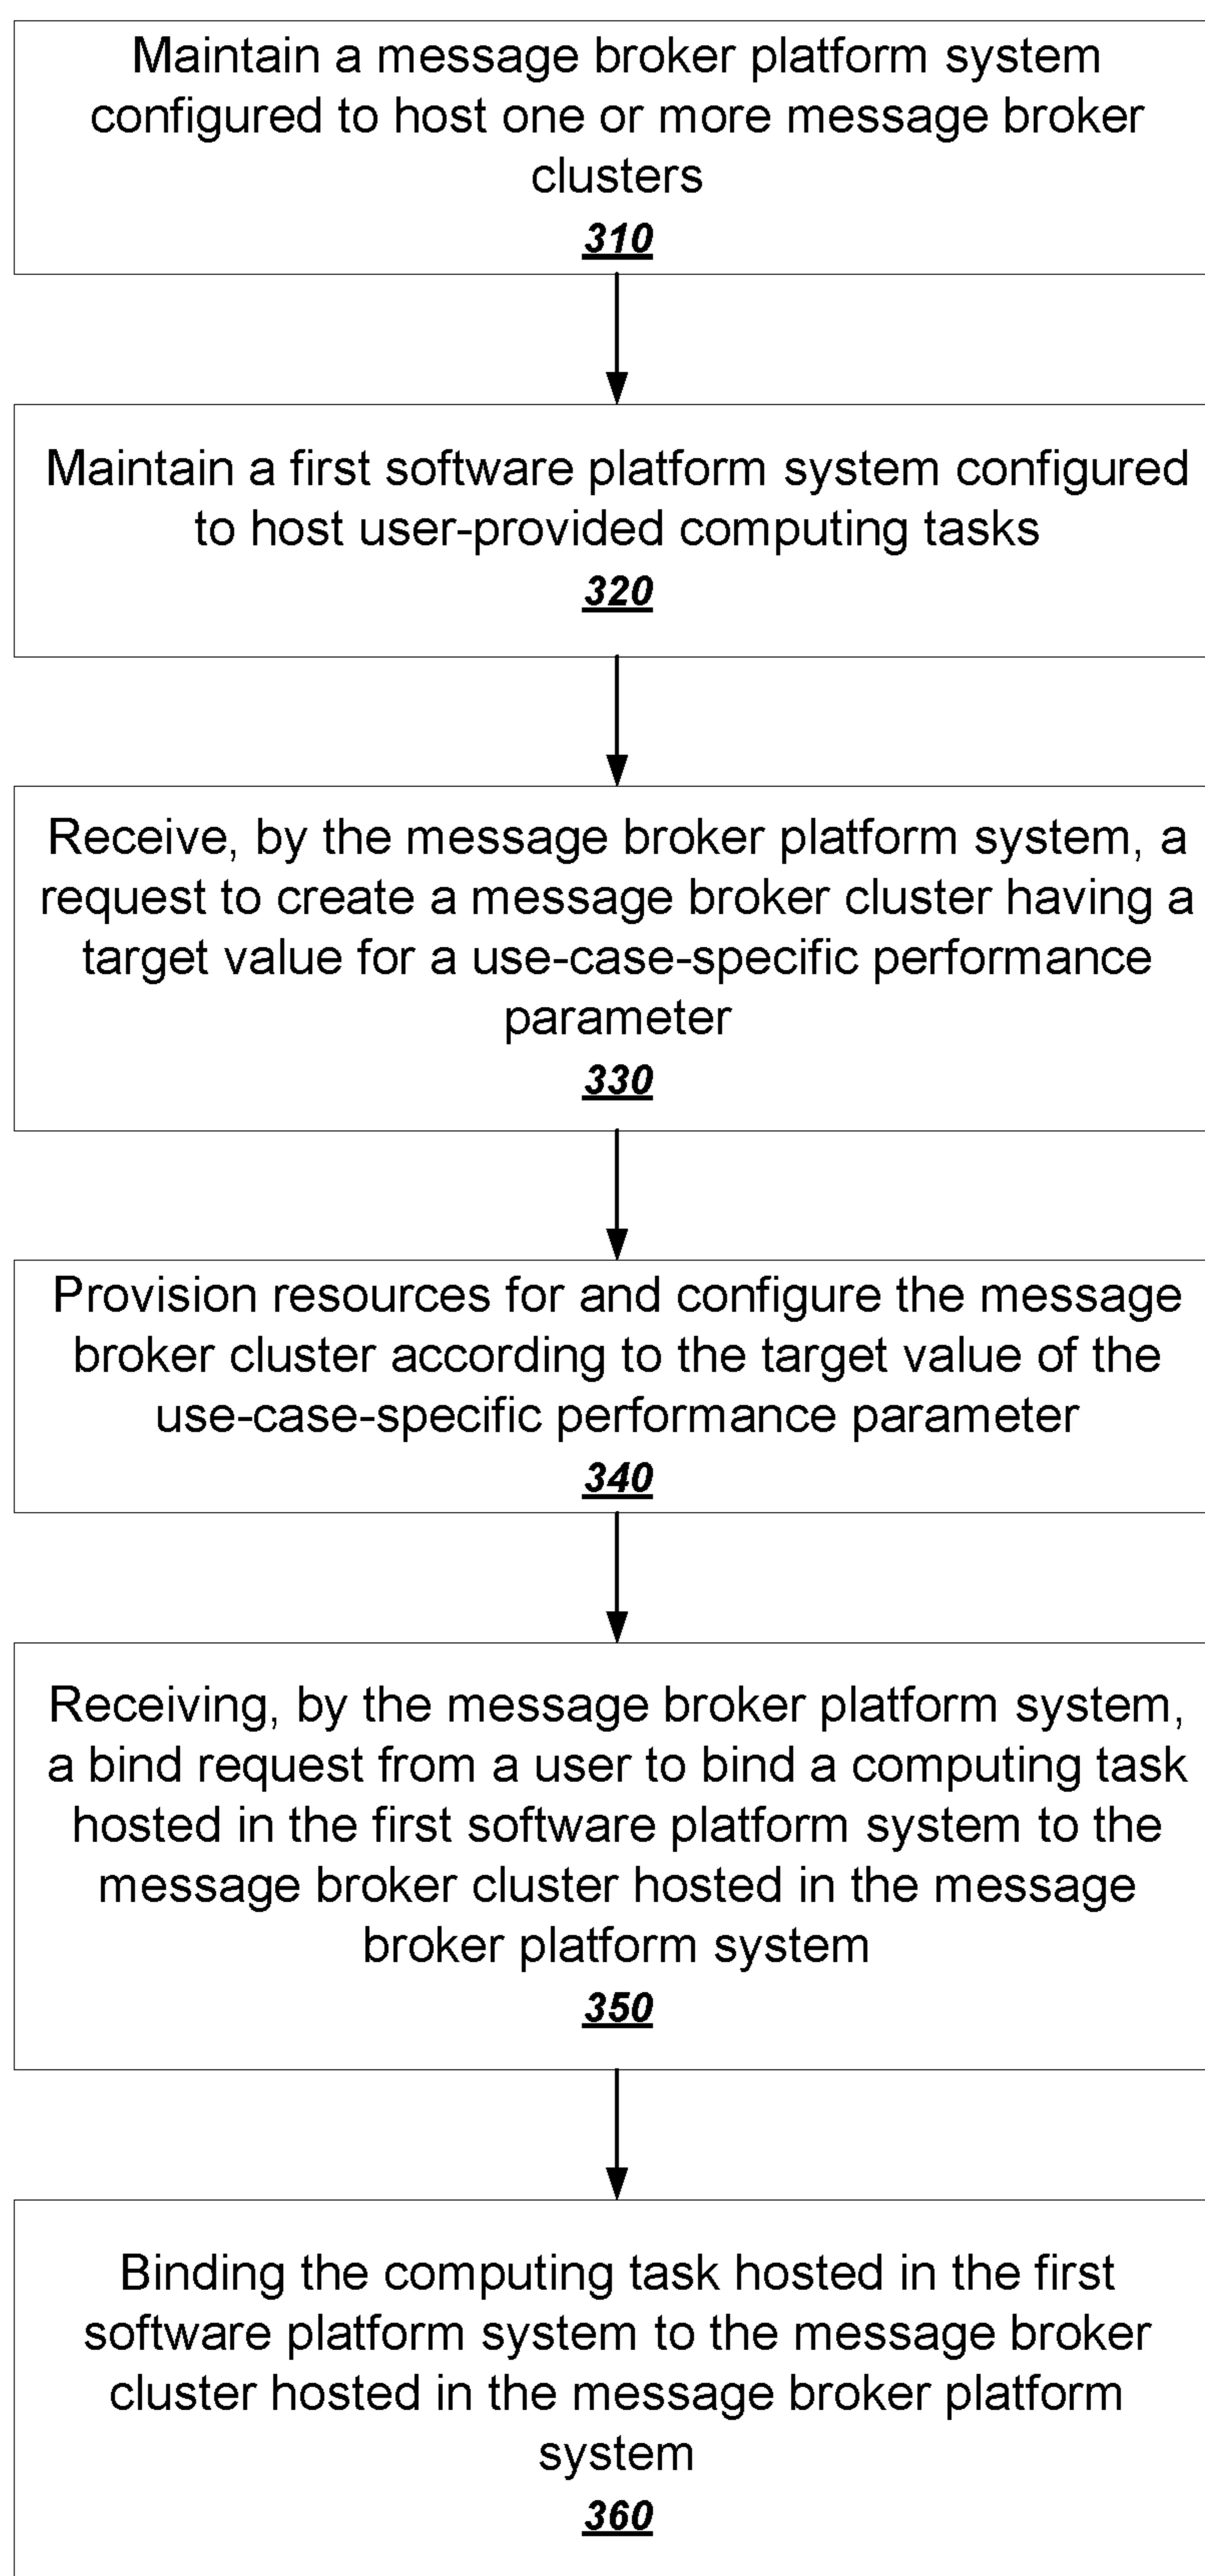 Maintain a message broker platform system
configured to host one or more message broker
clusters
310
Maintain a first software platform system configured
to host user-provided computing tasks
320
Receive, by the message broker platform system, a
request to create a message broker cluster having a
target value for a use-case-specific performance
parameter
330
Provision resources for and configure the message
broker cluster according to the target value of the
use-case-specific performance parameter
340
Receiving, by the message broker platform system,
a bind request from a user to bind a computing task
hosted in the first software platform system to the
message broker cluster hosted in the message
broker platform system
350
Binding the computing task hosted in the first
software platform system to the message broker
cluster hosted in the message broker platform
system
360